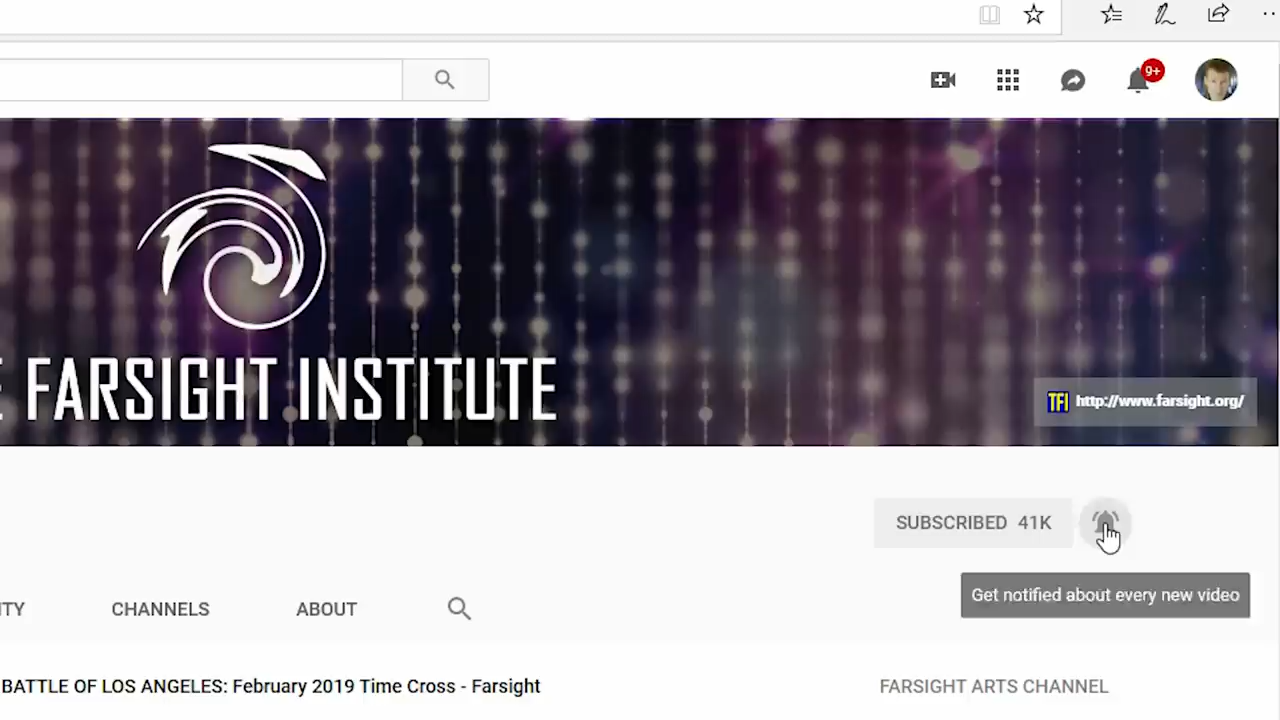 9+
E FARSIGHT INSTITUTE
TFI http://www.farsight.org/
SUBSCRIBED 41K
Get notified about every new video
ITY CHANNELS ABOUT
BATTLE OF LOS ANGELES: February 2019 Time Cross - Farsight
FARSIGHT ARTS CHANNEL